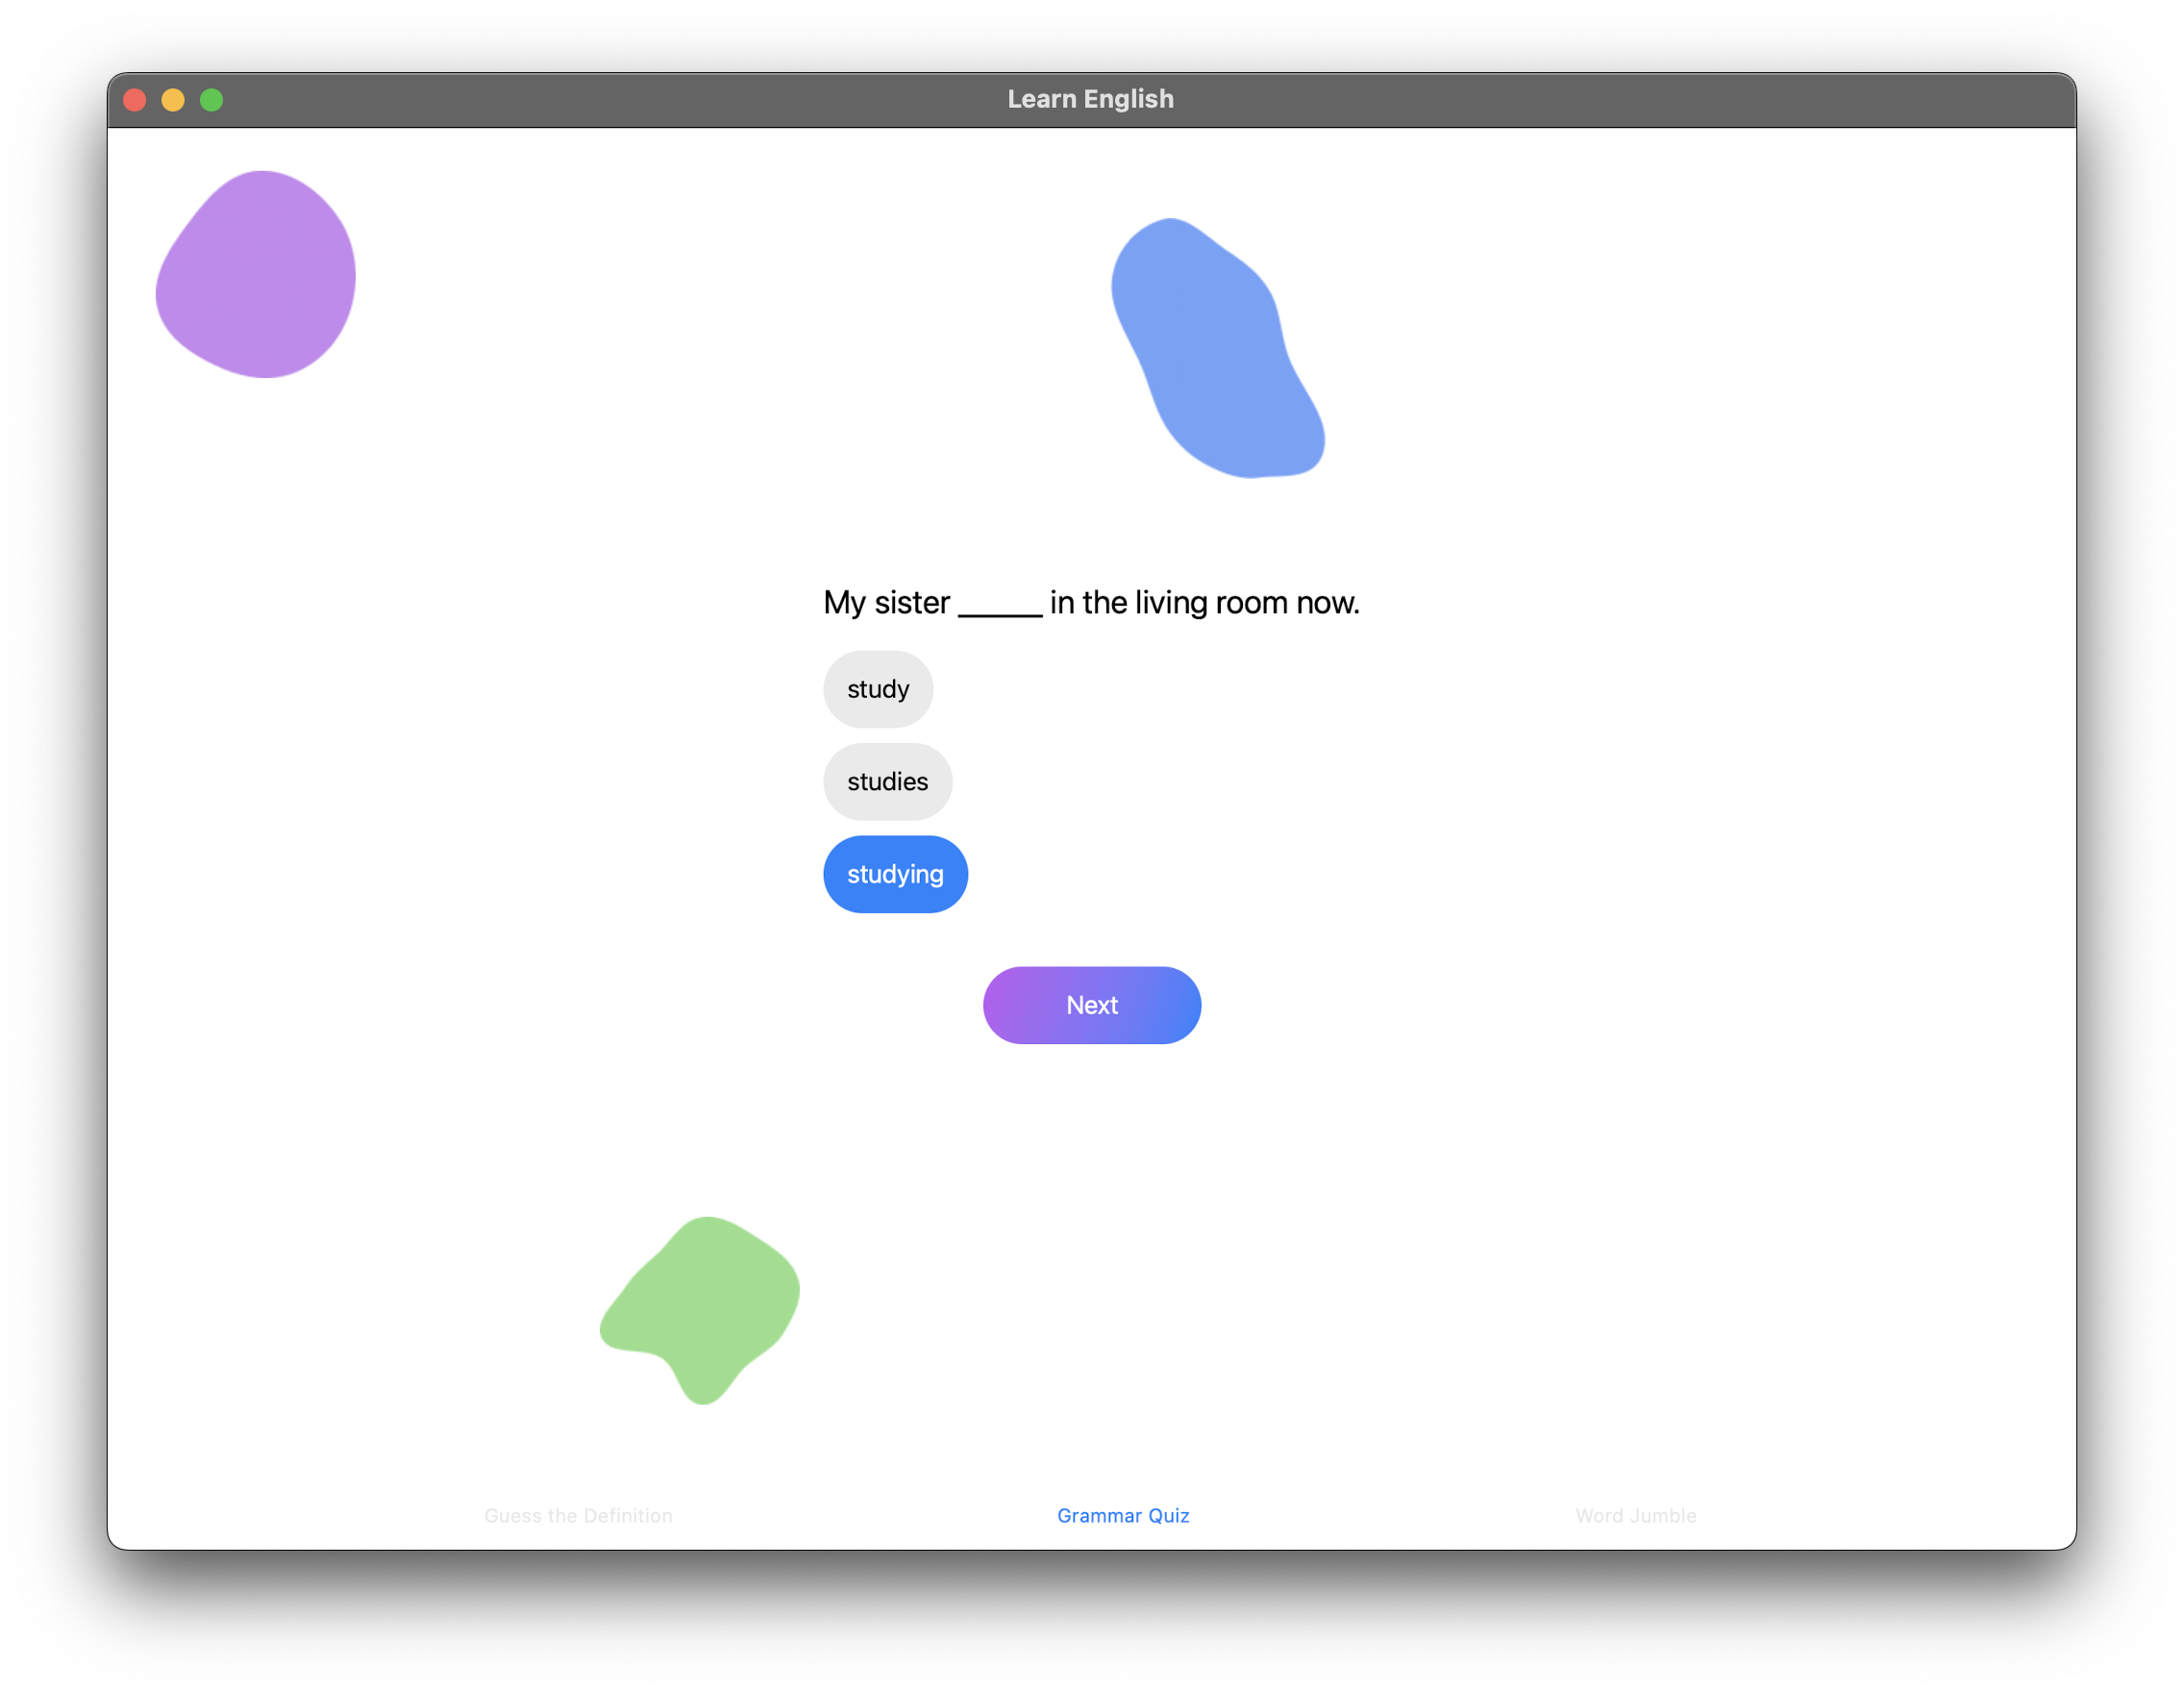 Learn English
My sister ______ in the living room now.
study
studies
studying
Next
Guess the Definition
Grammar Quiz
Word Jumble